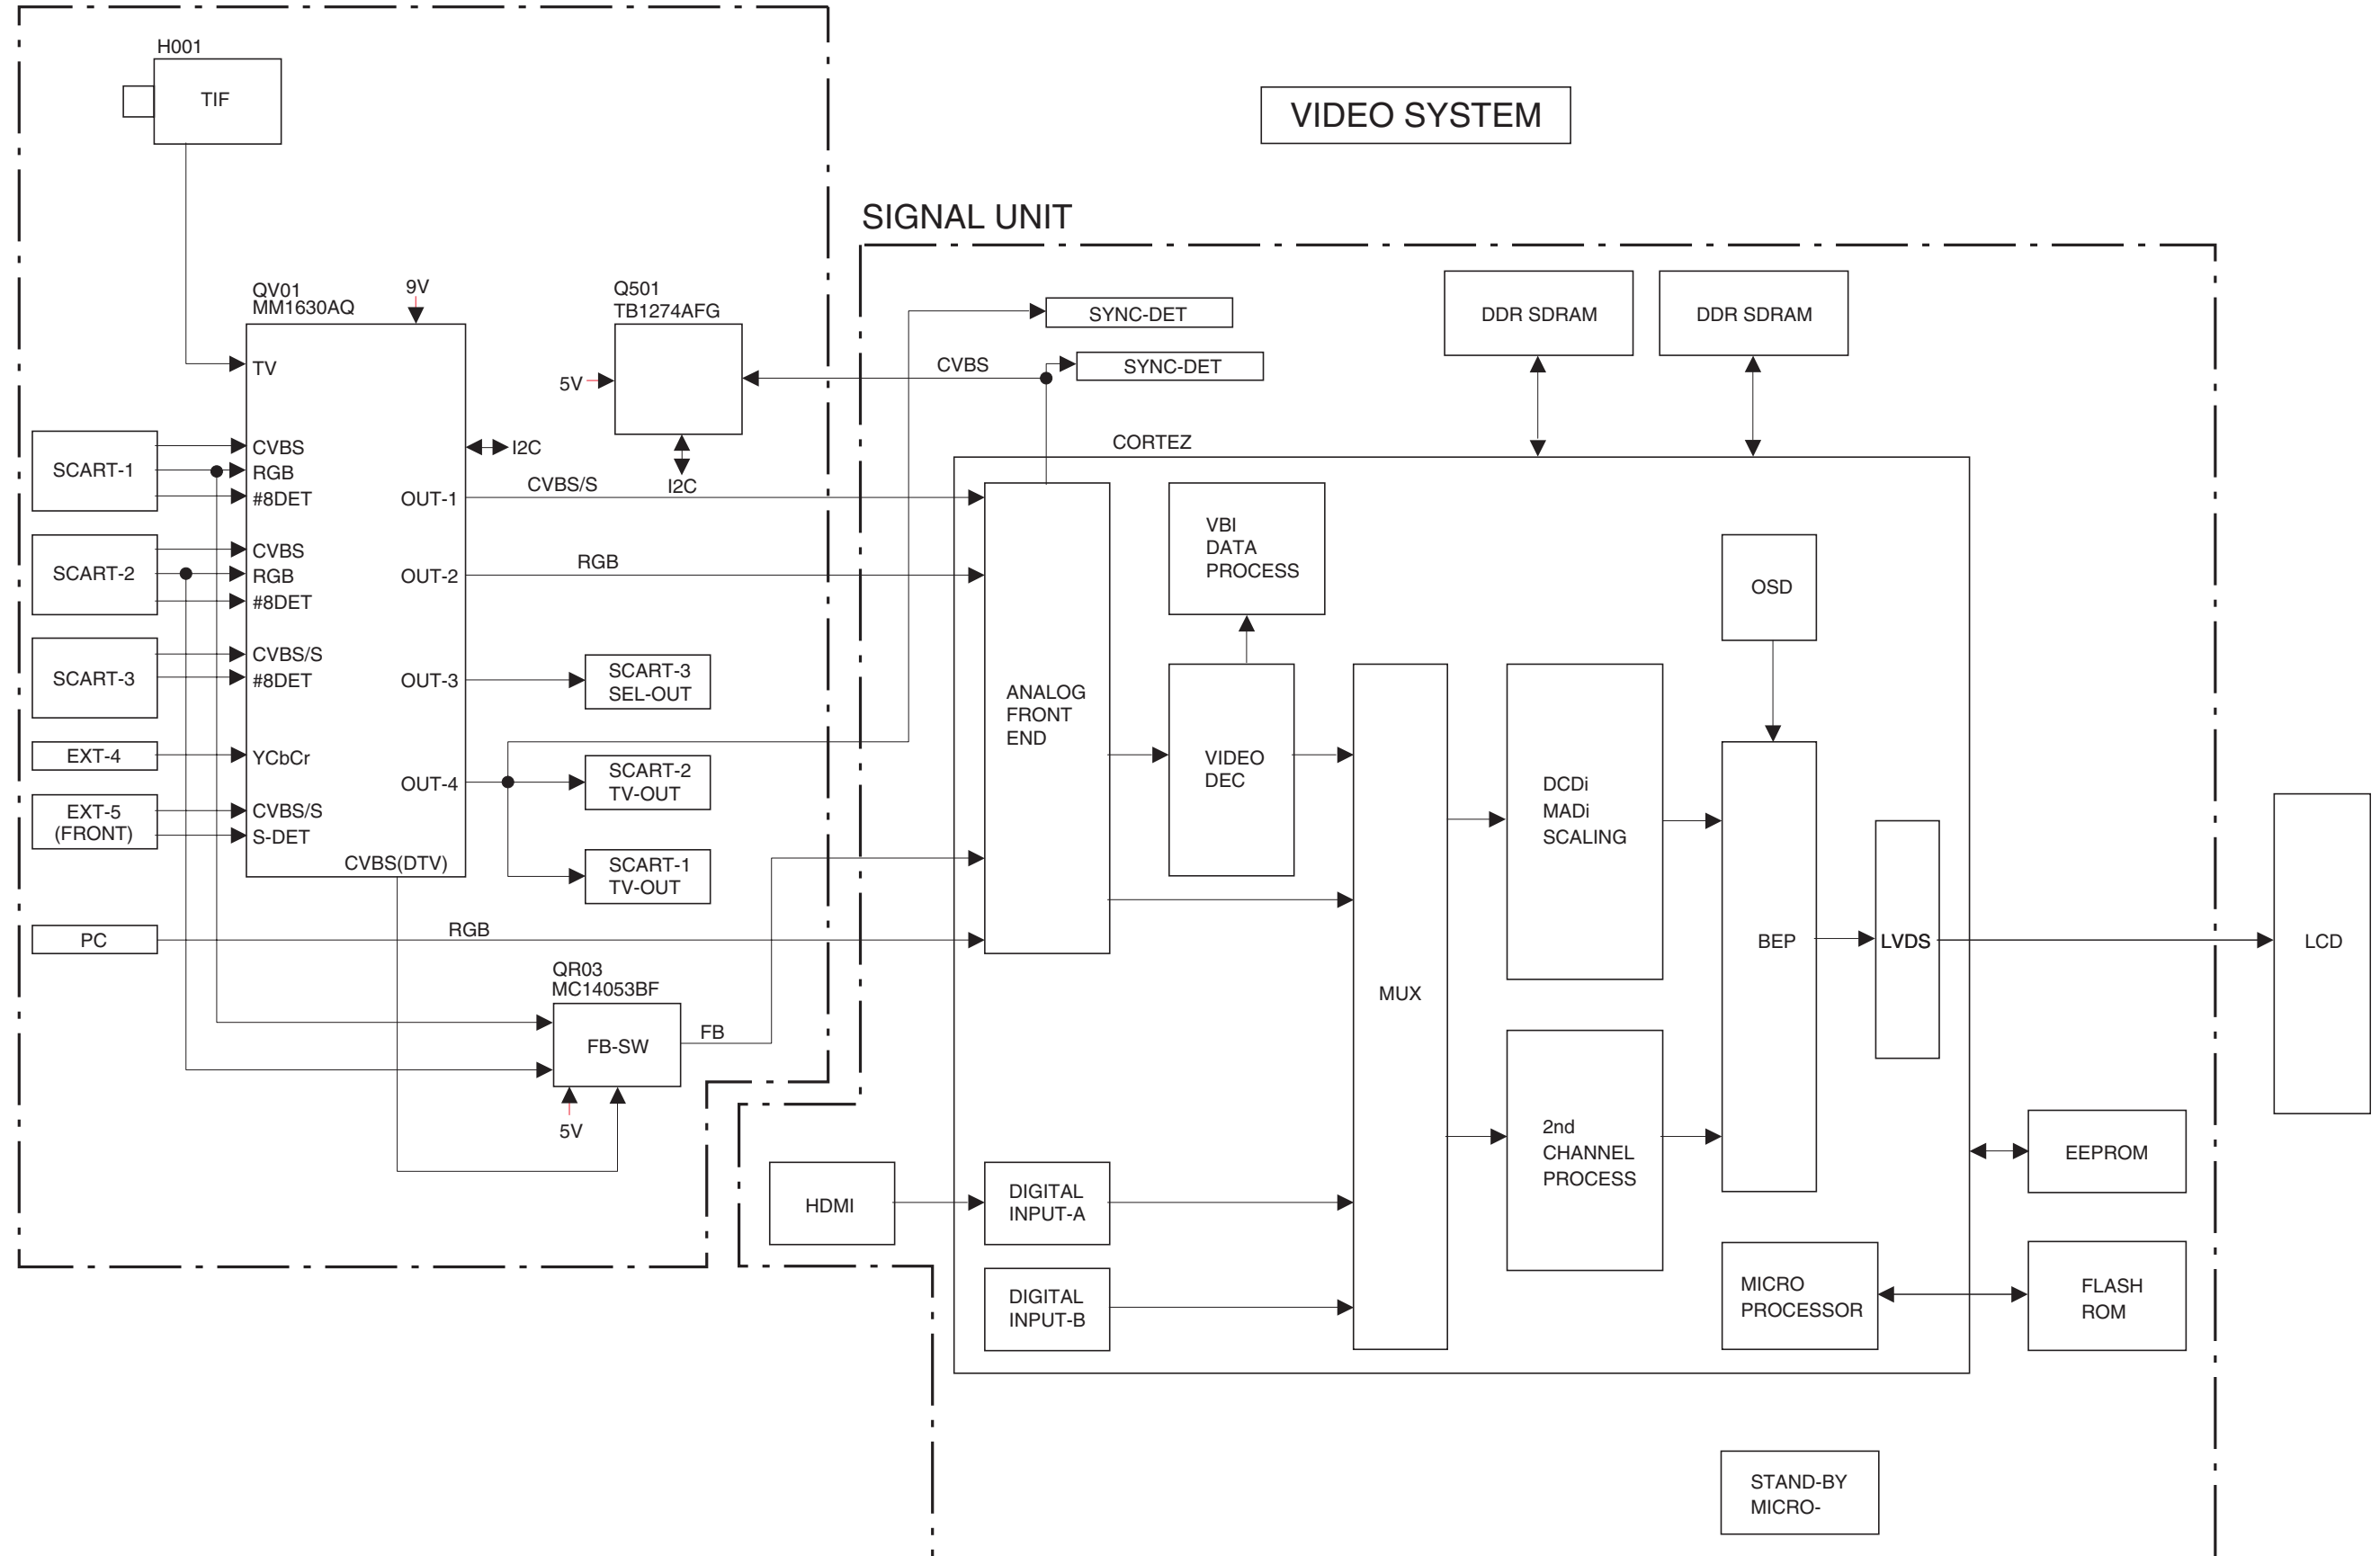 H001
TIF
VIDEO SYSTEM
SIGNAL UNIT
QV01
MM1630AQ
9V
Q501
TB1274AFG
5V
I2C
I2C
TV
SCART-1
CVBS
RGB
#8DET
SCART-2
CVBS
RGB
#8DET
SCART-3
CVBS/S
#8DET
EXT-4
YCbCr
EXT-5
(FRONT)
CVBS/S
S-DET
CVBS(DTV)
OUT-1
OUT-2
OUT-3
OUT-4
CVBS/S
RGB
SCART-3
SEL-OUT
SCART-2
TV-OUT
SCART-1
TV-OUT
PC
RGB
QR03
MC14053BF
FB-SW
FB
5V
SYNC-DET
CVBS
SYNC-DET
DDR SDRAM
DDR SDRAM
CORTEZ
ANALOG
FRONT
END
VBI
DATA
PROCESS
VIDEO
DEC
MUX
DCDi
MADi
SCALING
2nd
CHANNEL
PROCESS
OSD
BEP
LVDS
LCD
HDMI
DIGITAL
INPUT-A
DIGITAL
INPUT-B
MICRO
PROCESSOR
EEPROM
FLASH
ROM
STAND-BY
MICRO-